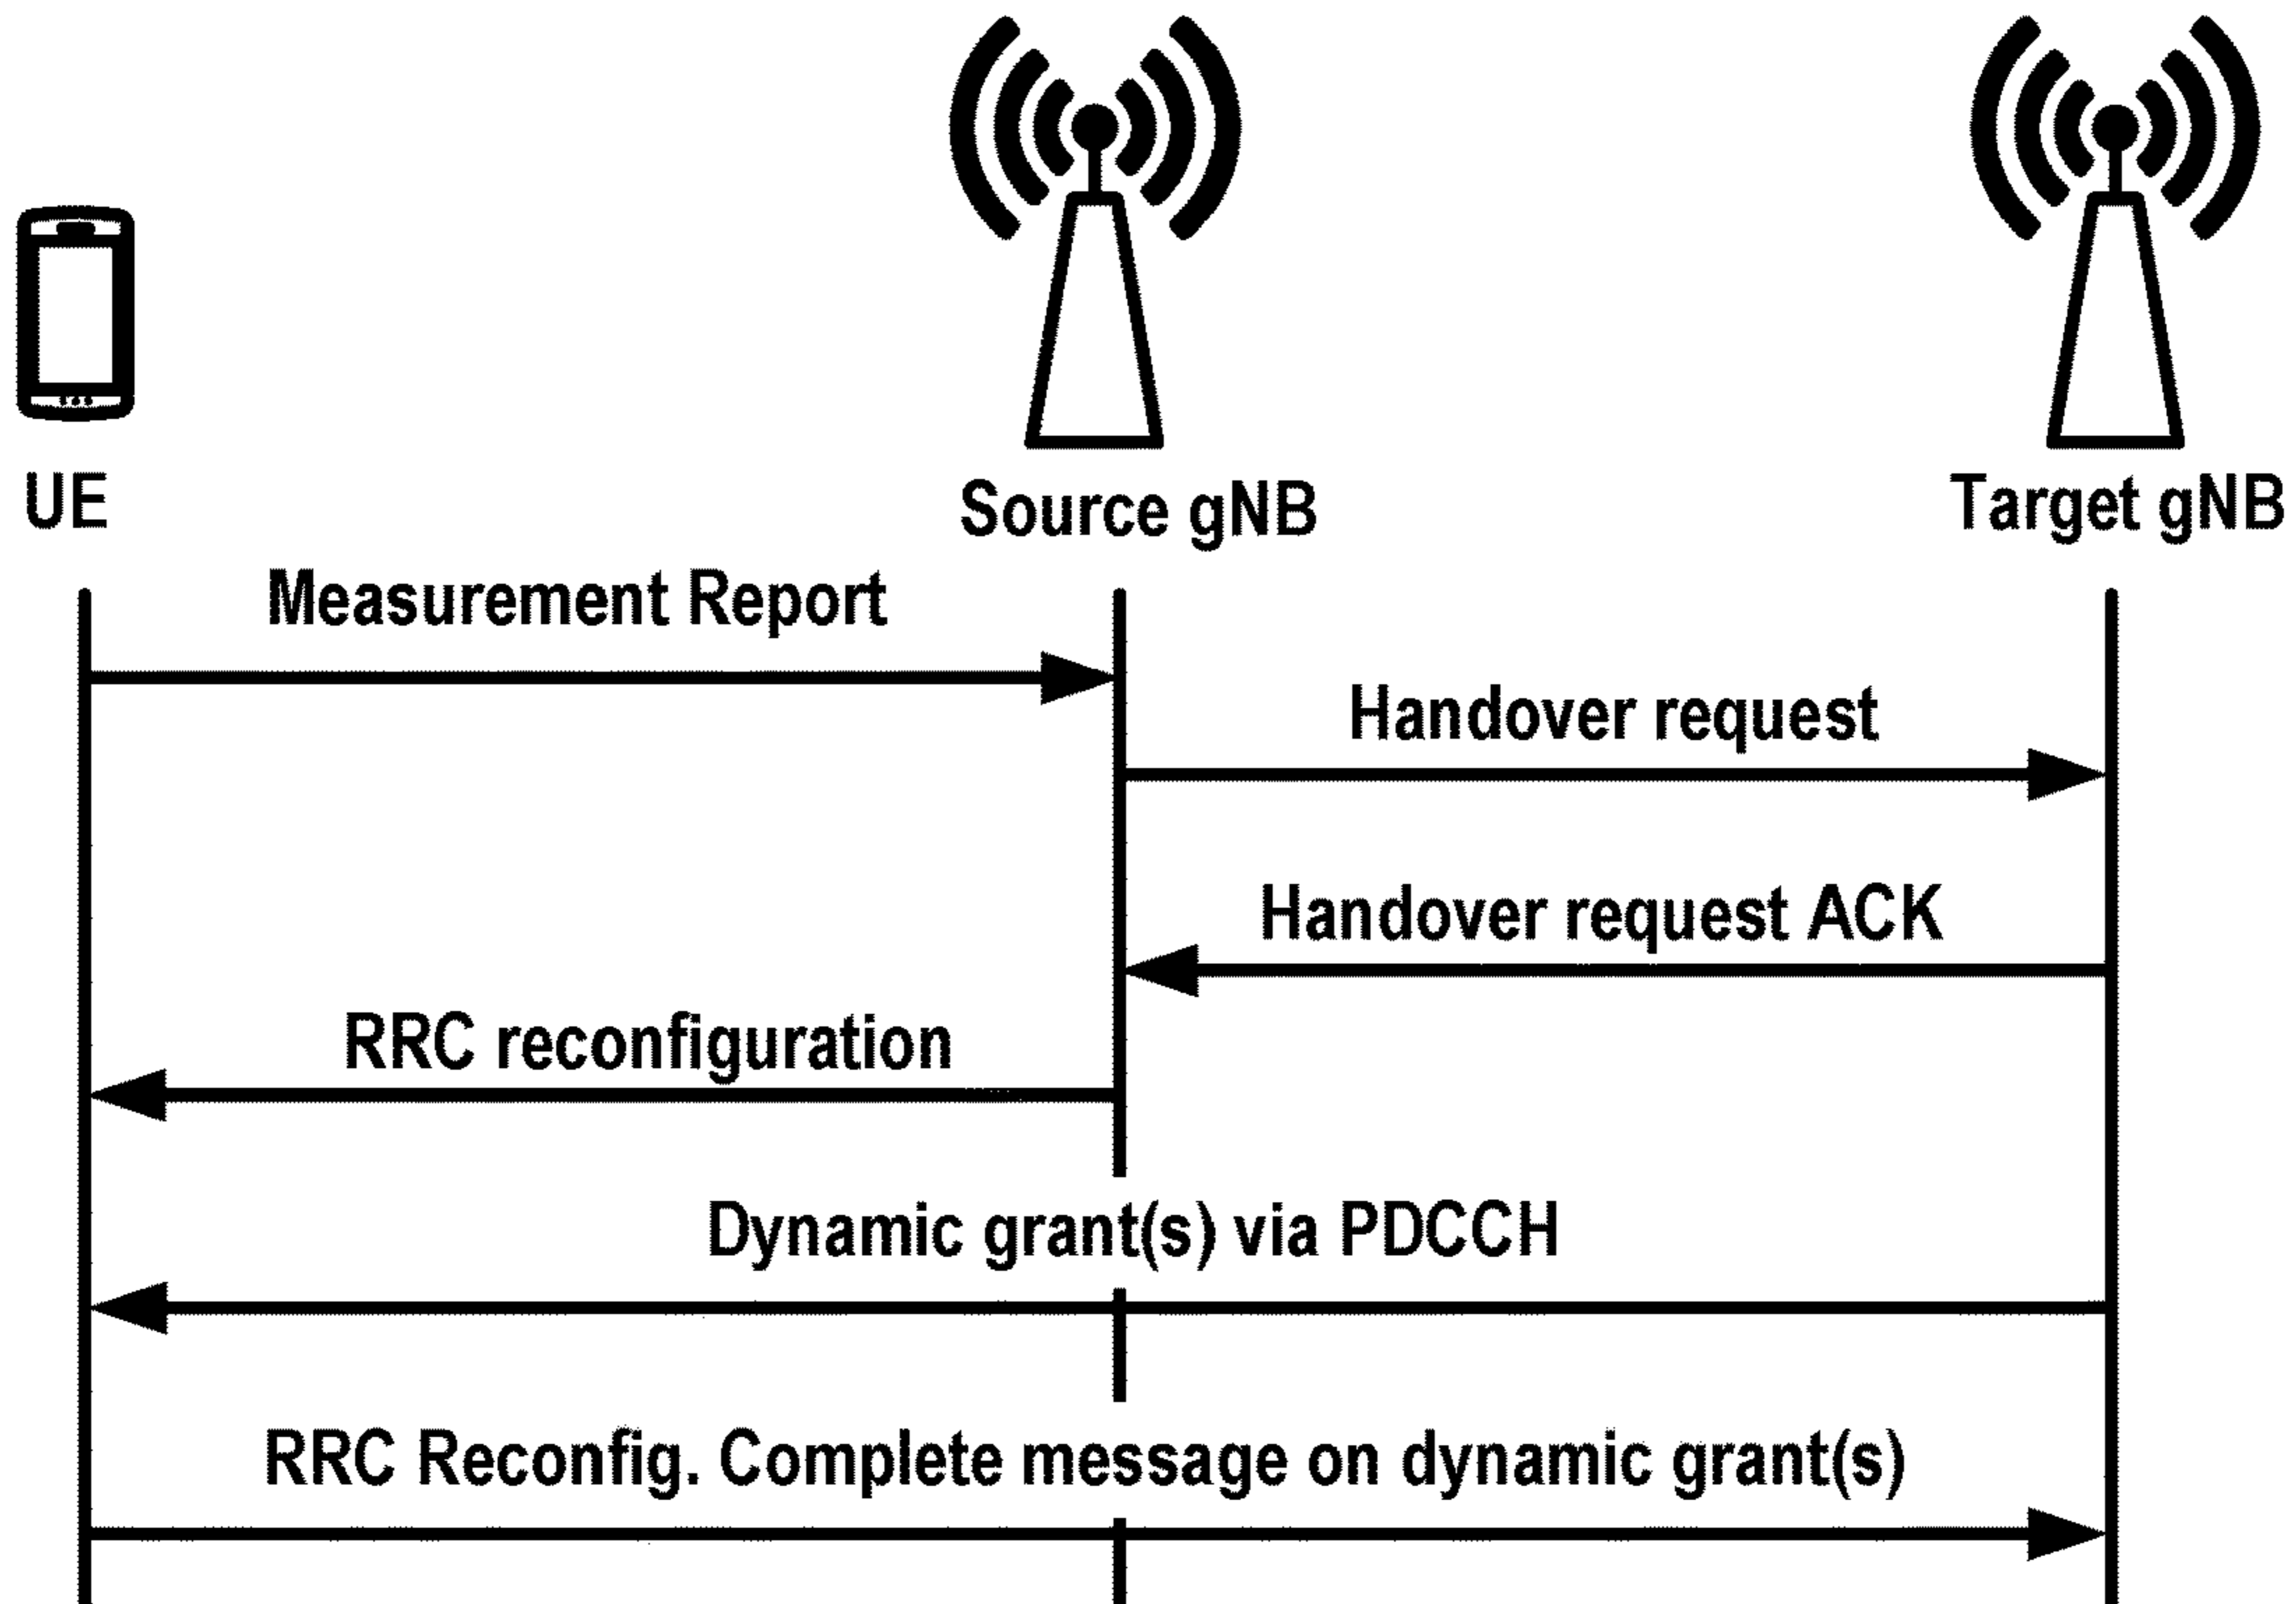 UE
Source gNB
Target gNB
Measurement Report
Handover request
Handover request ACK
RRC reconfiguration
Dynamic grant(s) via PDCCH
RRC Reconfig. Complete message on dynamic grant(s)